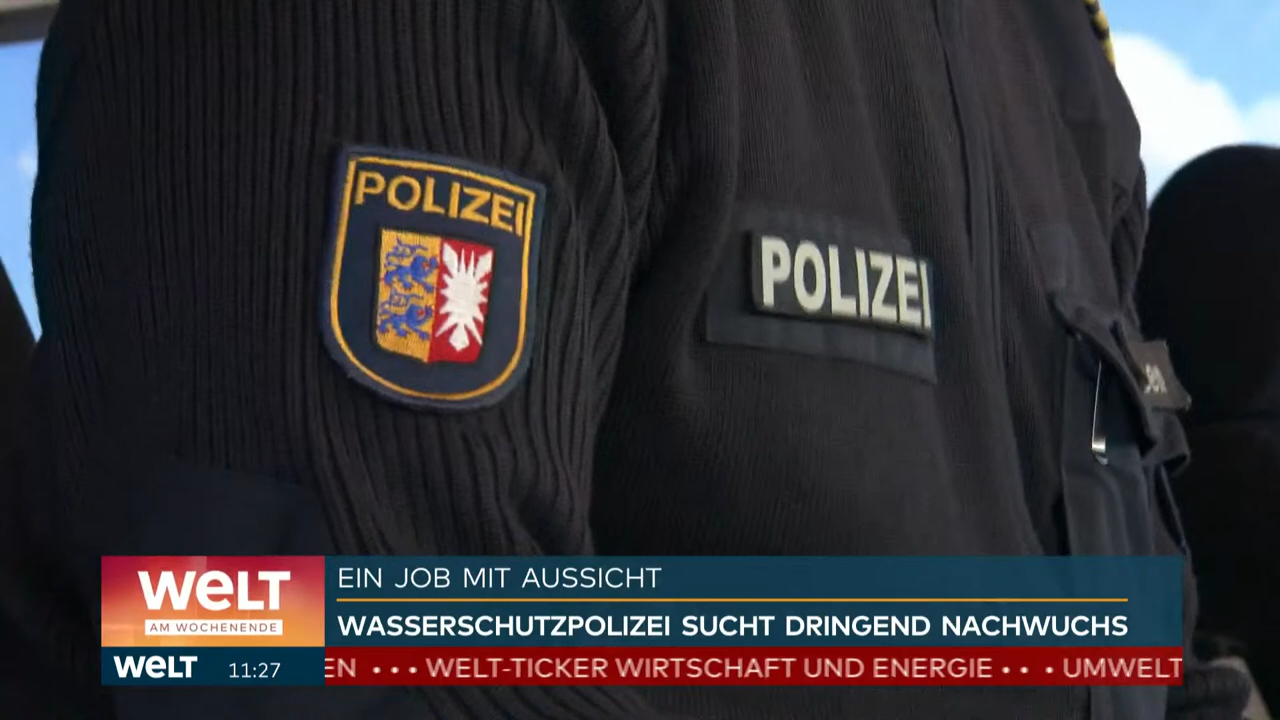 POLIZEI
POLIZEI
WELT
AM WOCHENENDE
EIN JOB MIT AUSSICHT
WASSERSCHUTZPOLIZEI SUCHT DRINGEND NACHWUCHS
WELT 11:27
EN ••• WELT-TICKER WIRTSCHAFT UND ENERGIE ••• UMWELT